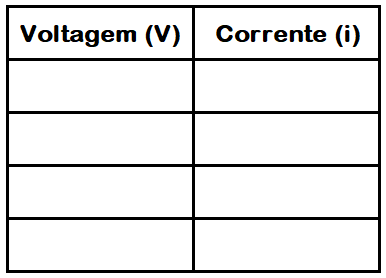 Voltagem (V) Corrente (i)